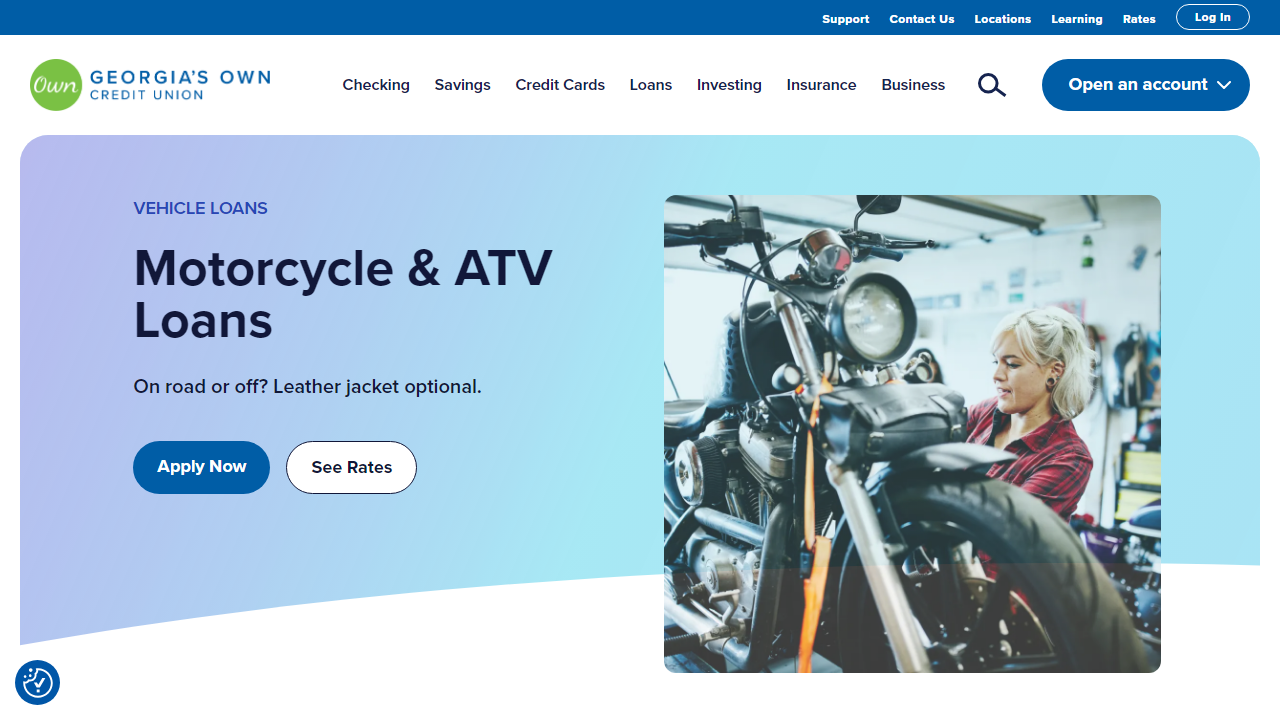 Support Contact Us Locations Learning Rates Log In
Own GEORGIA'S OWN
CREDIT UNION
Checking Savings Credit Cards Loans Investing Insurance Business Open an account
VEHICLE LOANS
Motorcycle & ATV
Loans
On road or off? Leather jacket optional.
Apply Now See Rates